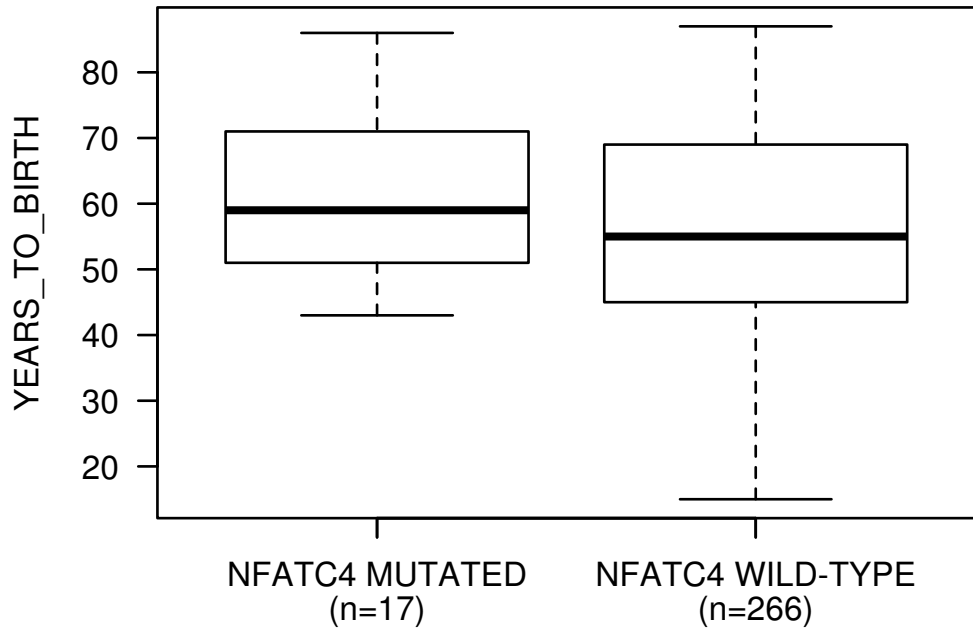 YEARS_TO_BIRTH
80
70
60
50
40
30
20
NFATC4 MUTATED
(n=17)
NFATC4 WILD-TYPE
(n=266)